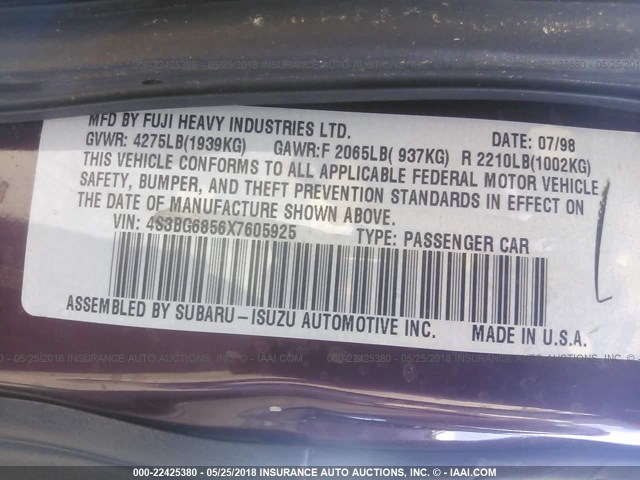 MFD BY FUJI HEAVY INDUSTRIES LTD. DATE: 07/98
GVWR: 4275LB(1939KG) GAWR:F 2065LB( 937KG) R 2210LB(1002KG)
THIS VEHICLE CONFORMS TO ALL APPLICABLE FEDERAL MOTOR VEHICLE
SAFETY, BUMPER, AND THEFT PREVENTION STANDARDS IN EFFECT ON
THE DATE OF MANUFACTURE SHOWN ABOVE.
VIN: 4S3BG6856X7605925 TYPE: PASSENGER CAR
ASSEMBLED BY SUBARU-ISUZU AUTOMOTIVE INC. MADE IN U.S.A.
000-22425380 - 05/25/2018 INSURANCE AUTO AUCTIONS - © - IAAI.COM